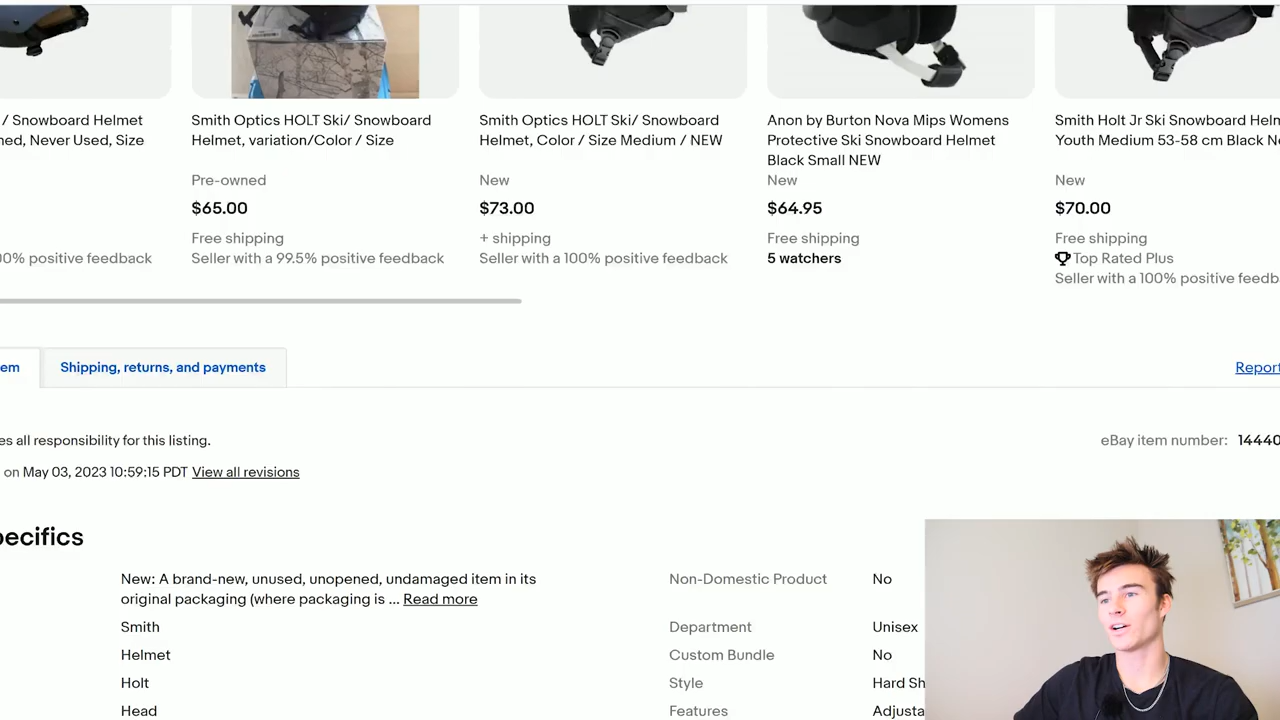 / Snowboard Helmet
ned, Never Used, Size
00% positive feedback
Smith Optics HOLT Ski/ Snowboard
Helmet, variation/Color / Size
Pre-owned
$65.00
Free shipping
Seller with a 99.5% positive feedback
Smith Optics HOLT Ski/ Snowboard
Helmet, Color / Size Medium / NEW
New
$73.00
+ shipping
Seller with a 100% positive feedback
Anon by Burton Nova Mips Womens
Protective Ski Snowboard Helmet
Black Small NEW
New
$64.95
Free shipping
5 watchers
Smith Holt Jr Ski Snowboard Heln
Youth Medium 53-58 cm Black Ne
New
$70.00
Free shipping
Top Rated Plus
Seller with a 100% positive feedb
em
Shipping, returns, and payments
Report
es all responsibility for this listing.
eBay item number: 14440
on May 03, 2023 10:59:15 PDT View all revisions
pecifics
New: A brand-new, unused, unopened, undamaged item in its
original packaging (where packaging is ... Read more
Non-Domestic Product No
Smith
Department Unisex
Helmet
Custom Bundle No
Holt
Style Hard Sh
Head
Features Adjusta